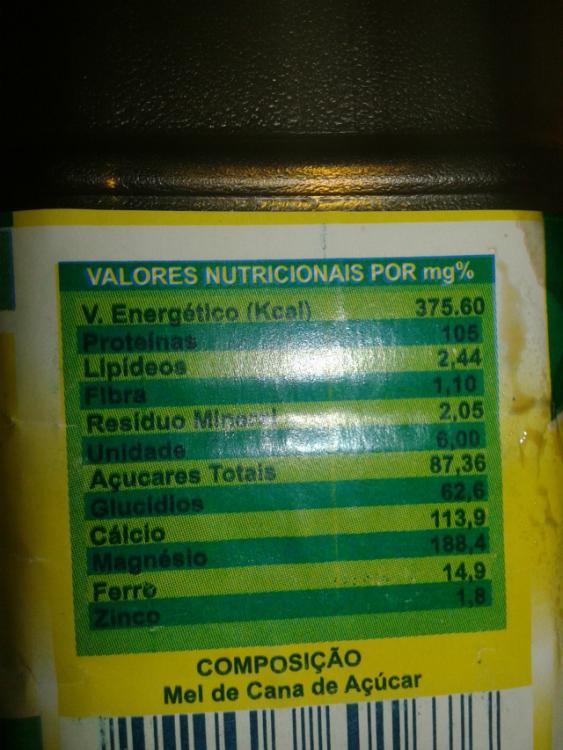 VALORES NUTRICIONAIS POR mg%
V. Energético (Kcal) 375.60
Proteínas 105
Lipídeos 2,44
Fibra 1,10
Resíduo Mineral 2,05
Unidade 6,00
Açucares Totais 87,36
Glucídios 62,6
Cálcio 113,9
Magnésio 188,4
Ferro 14,9
Zinco 1,8
COMPOSIÇÃO
Mel de Cana de Açúcar